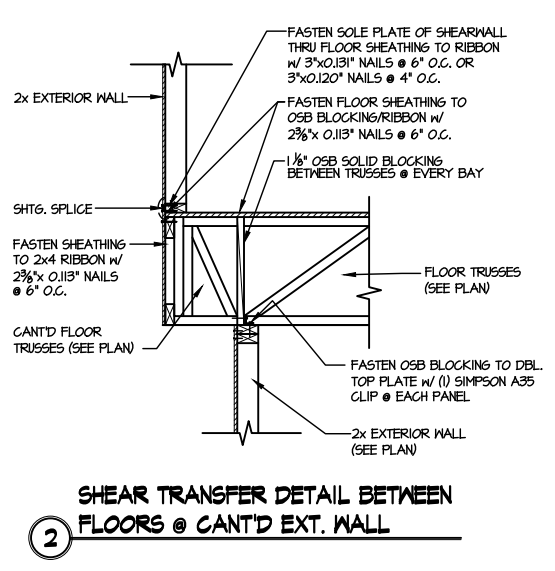 FASTEN SOLE PLATE OF SHEARWALL
THRU FLOOR SHEATHING TO RIBBON
W/ 3"x0.131" NAILS @ 6" O.C. OR
3"x0.120" NAILS @ 4" O.C.
2x EXTERIOR WALL
FASTEN FLOOR SHEATHING TO
OSB BLOCKING/RIBBON W/
2⅜"x 0.113" NAILS @ 6" O.C.
1⅛" OSB SOLID BLOCKING
BETWEEN TRUSSES @ EVERY BAY
SHTG. SPLICE
FASTEN SHEATHING
TO 2x4 RIBBON W/
2⅜"x 0.113" NAILS
@ 6" O.C.
FLOOR TRUSSES
(SEE PLAN)
CANT'D FLOOR
TRUSSES (SEE PLAN)
FASTEN OSB BLOCKING TO DBL.
TOP PLATE W/ (1) SIMPSON A35
CLIP @ EACH PANEL
2x EXTERIOR WALL
(SEE PLAN)
SHEAR TRANSFER DETAIL BETWEEN
FLOORS @ CANT'D EXT. WALL
2